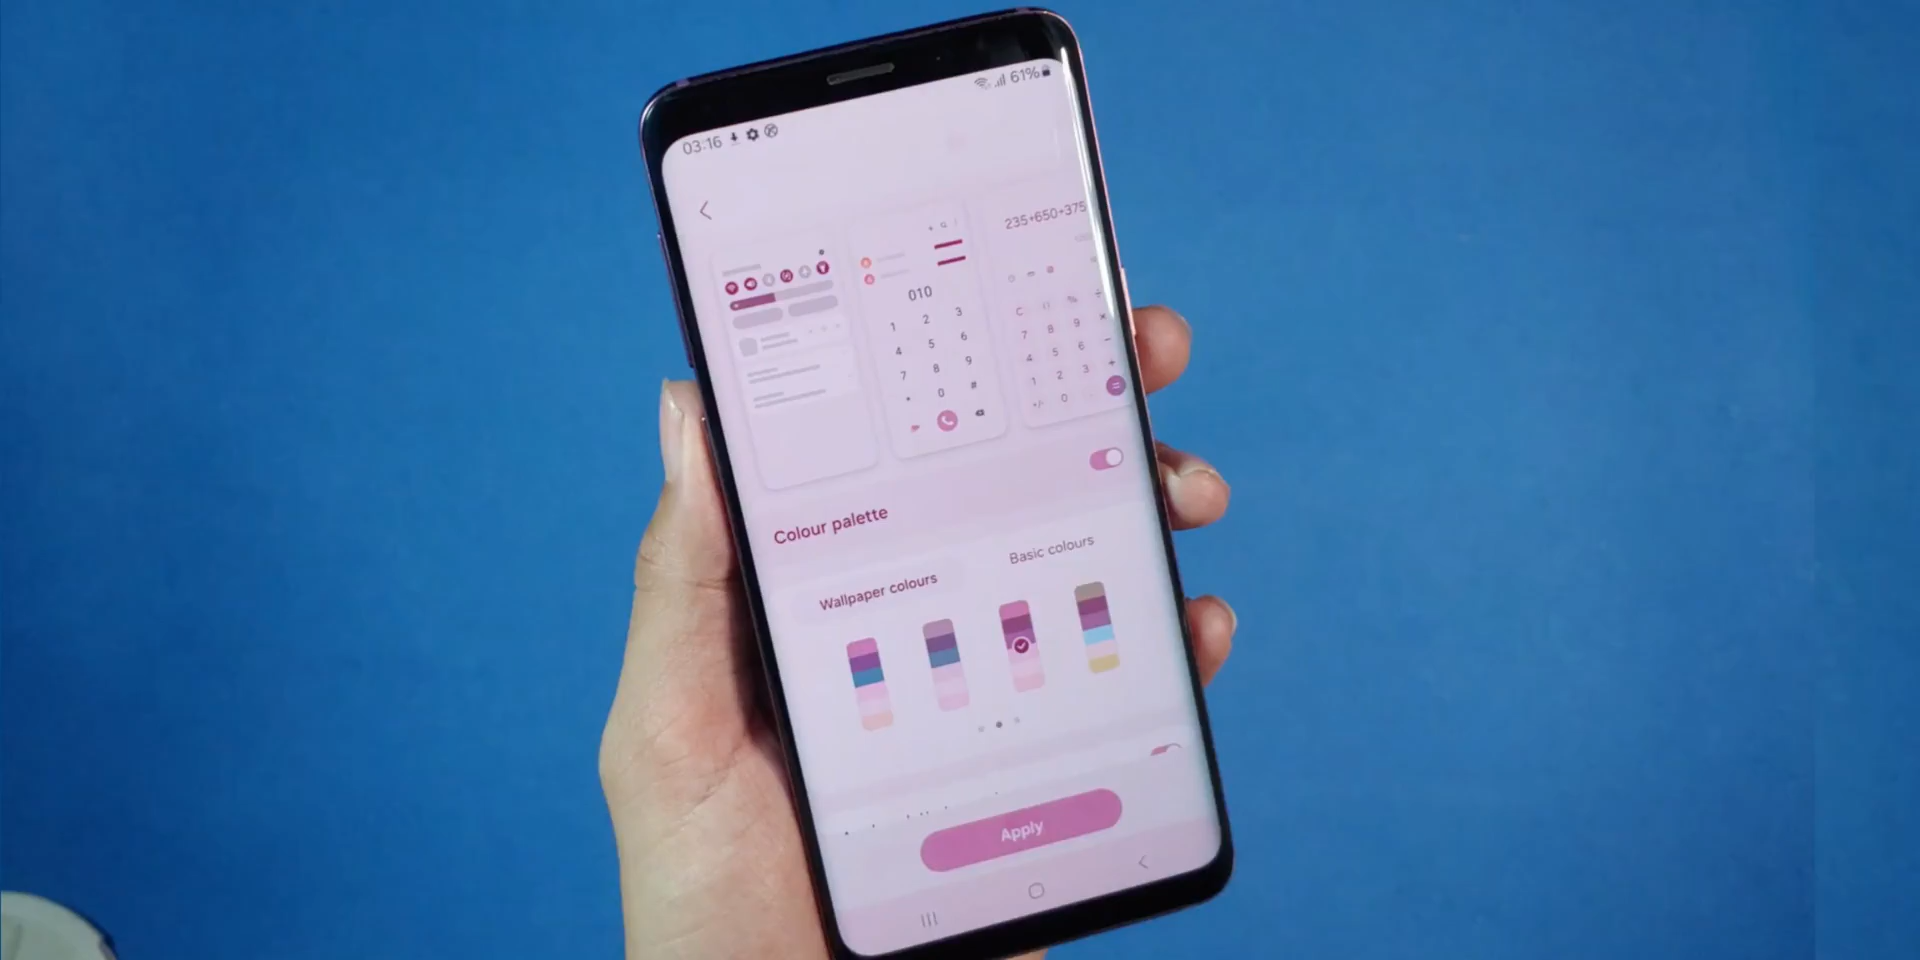 03:16
61%
010
1 2 3
4 5 6
7 8 9
* 0 #
235+650+375
C ( ) % ÷
7 8 9 ×
4 5 6 −
1 2 3 +
+/- 0 =
Colour palette
Wallpaper colours
Basic colours
Apply